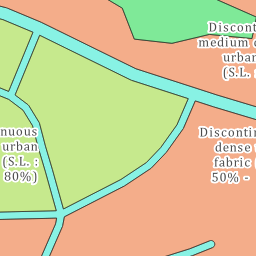 Discont
medium
urban
(S.L.
nuous
urban
(S.L. :
80%)
Discontin
dense
fabric
50% -